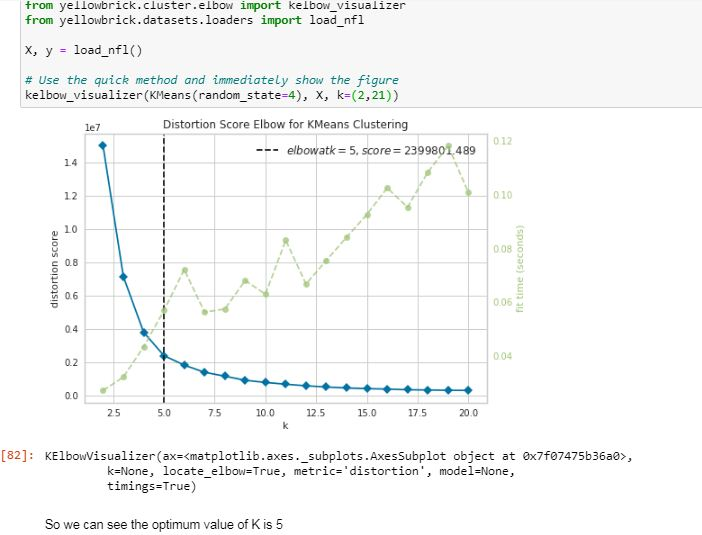 from yellowbrick.cluster.elbow import kelbow_visualizer
from yellowbrick.datasets.loaders import load_nfl
X, y = load_nfl()
# Use the quick method and immediately show the figure
kelbow_visualizer(KMeans(random_state=4), X, k=(2,21))
1e7
Distortion Score Elbow for KMeans Clustering
elbowatk = 5, score = 2399801.489
1.4
1.2
1.0
0.8
0.6
0.4
0.2
0.0
distortion score
0.12
0.10
0.08
0.06
0.04
fit time (seconds)
2.5 5.0 7.5 10.0 12.5 15.0 17.5 20.0
k
[82]: KElbowVisualizer(ax=<matplotlib.axes._subplots.AxesSubplot object at 0x7f07475b36a0>,
k=None, locate_elbow=True, metric='distortion', model=None,
timings=True)
So we can see the optimum value of K is 5